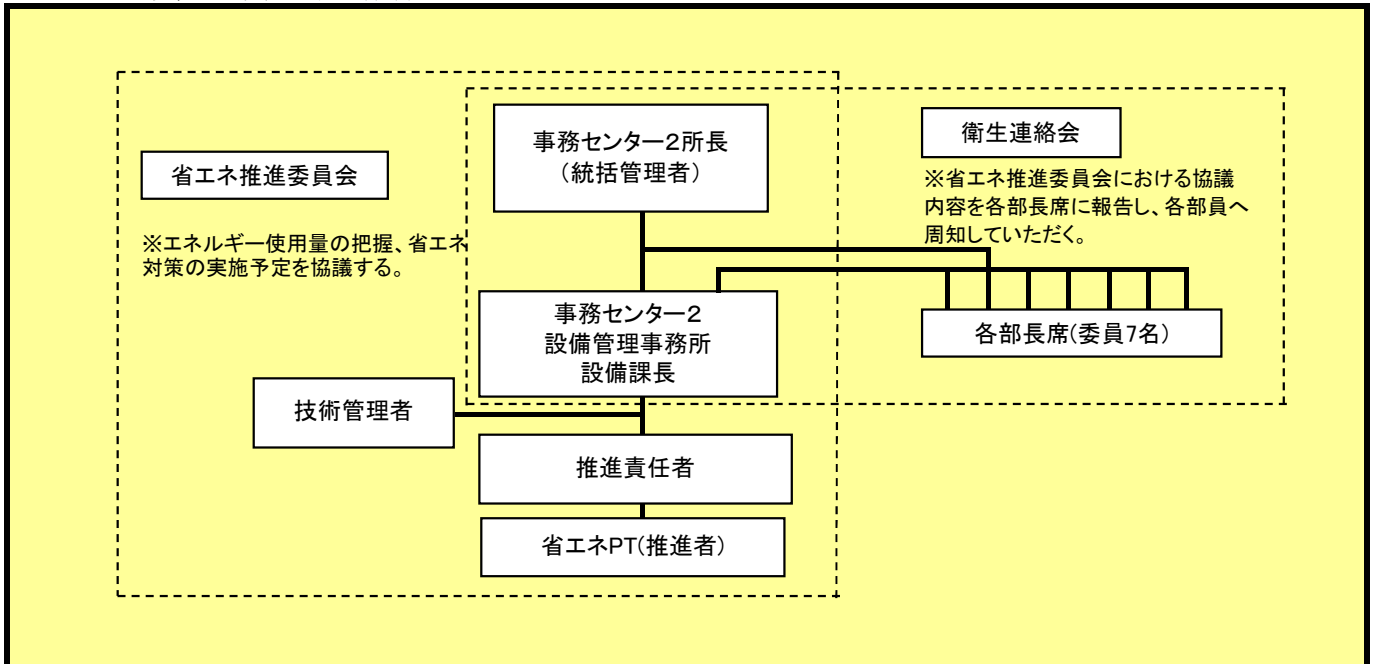 省エネ推進委員会
※エネルギー使用量の把握、省エネ
対策の実施予定を協議する。
事務センター2所長
（統括管理者）
衛生連絡会
※省エネ推進委員会における協議
内容を各部長席に報告し、各部員へ
周知していただく。
事務センター2
設備管理事務所
設備課長
各部長席(委員7名）
技術管理者
推進責任者
省エネPT(推進者）